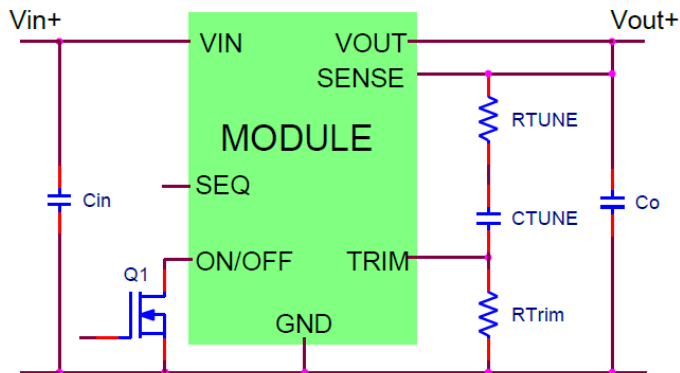 Vin+
Vout+
VIN
VOUT
SENSE
RTUNE
MODULE
SEQ
Cin
CTUNE
Co
ON/OFF
TRIM
Q1
RTrim
GND